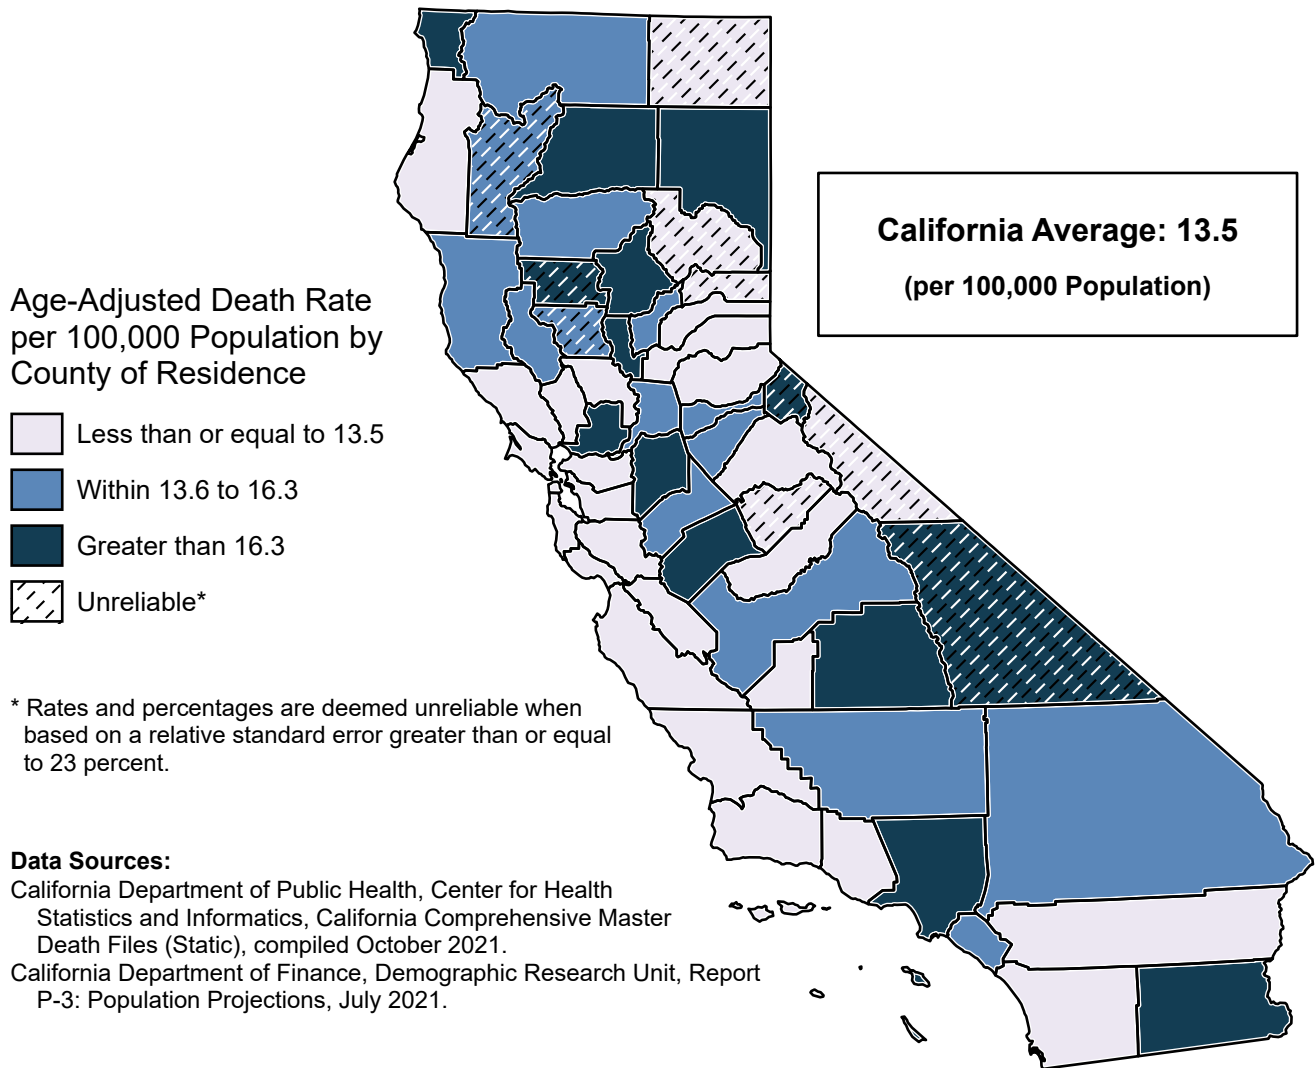 California Average: 13.5
(per 100,000 Population)
Age-Adjusted Death Rate
per 100,000 Population by
County of Residence
Less than or equal to 13.5
Within 13.6 to 16.3
Greater than 16.3
Unreliable*
* Rates and percentages are deemed unreliable when
based on a relative standard error greater than or equal
to 23 percent.
Data Sources:
California Department of Public Health, Center for Health
Statistics and Informatics, California Comprehensive Master
Death Files (Static), compiled October 2021.
California Department of Finance, Demographic Research Unit, Report
P-3: Population Projections, July 2021.